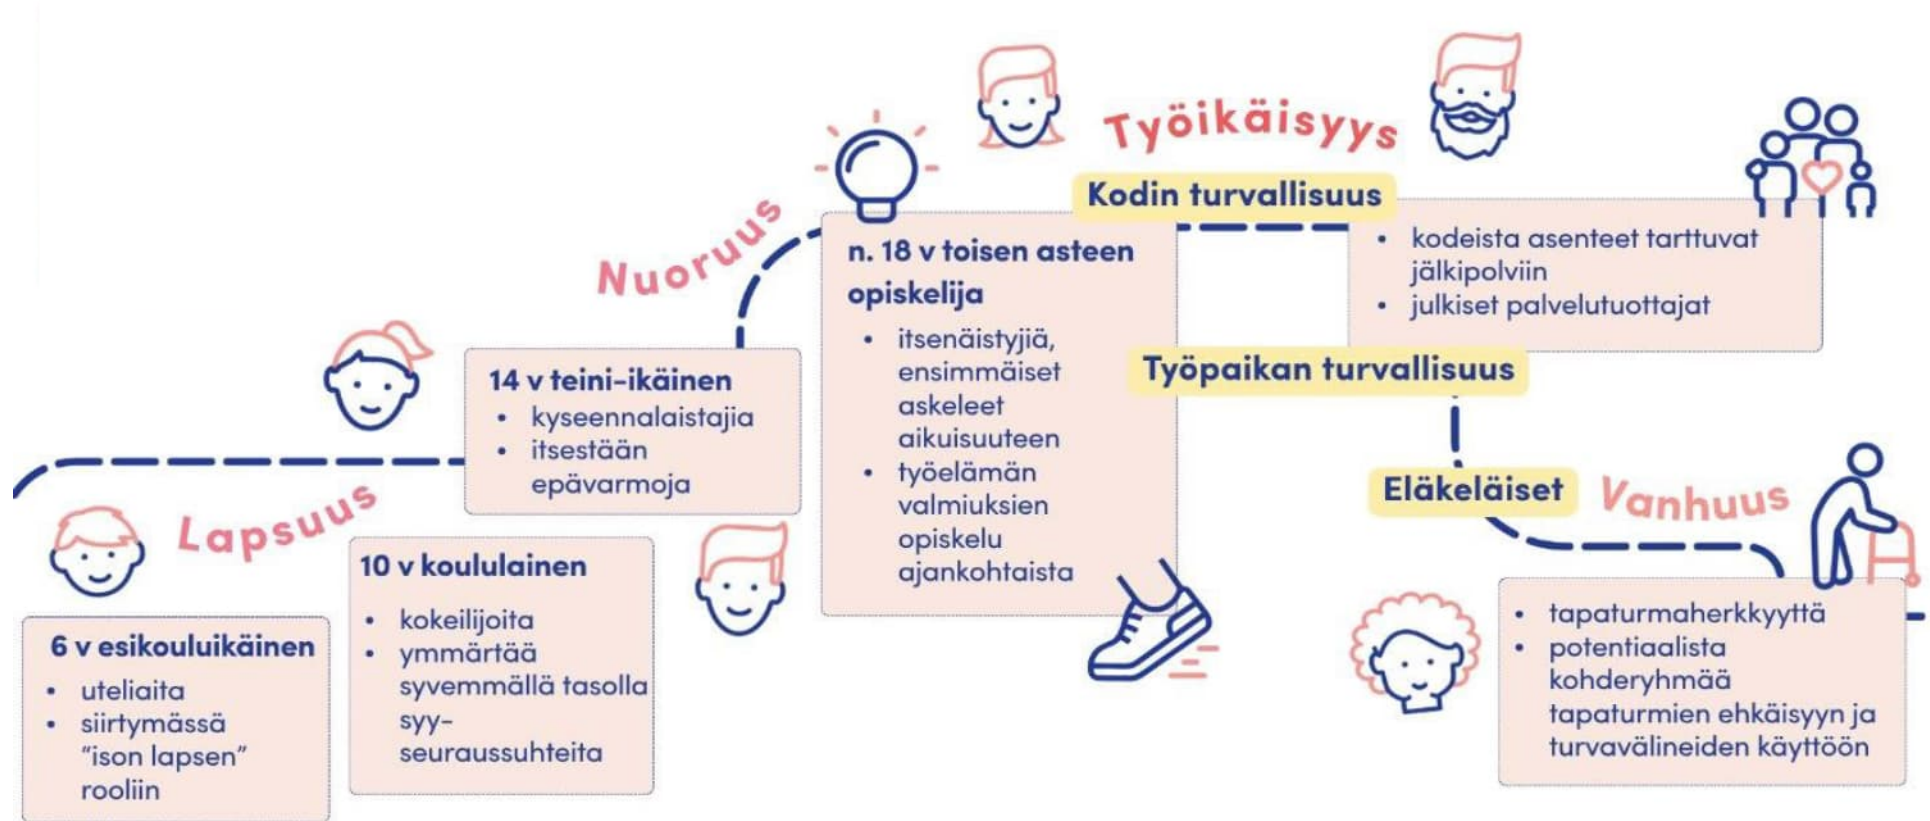 Lapsuus
6 v esikouluikäinen
• uteliaita
• siirtymässä
"ison lapsen"
rooliin
10 v koululainen
• kokeilijoita
• ymmärtää
syvemmällä tasolla
syy-
seuraussuhteita
Nuoruus
14 v teini-ikäinen
• kyseennalaistajia
• itsestään
epävarmoja
n. 18 v toisen asteen
opiskelija
• itsenäistyjiä,
ensimmäiset
askeleet
aikuisuuteen
• työelämän
valmiuksien
opiskelu
ajankohtaista
Työikäisyys
Kodin turvallisuus
• kodeista asenteet tarttuvat
jälkipolviin
• julkiset palvelutuottajat
Työpaikan turvallisuus
Eläkeläiset
Vanhuus
• tapaturmaherkkyyttä
• potentiaalista
kohderyhmää
tapaturmien ehkäisyyn ja
turvavälineiden käyttöön